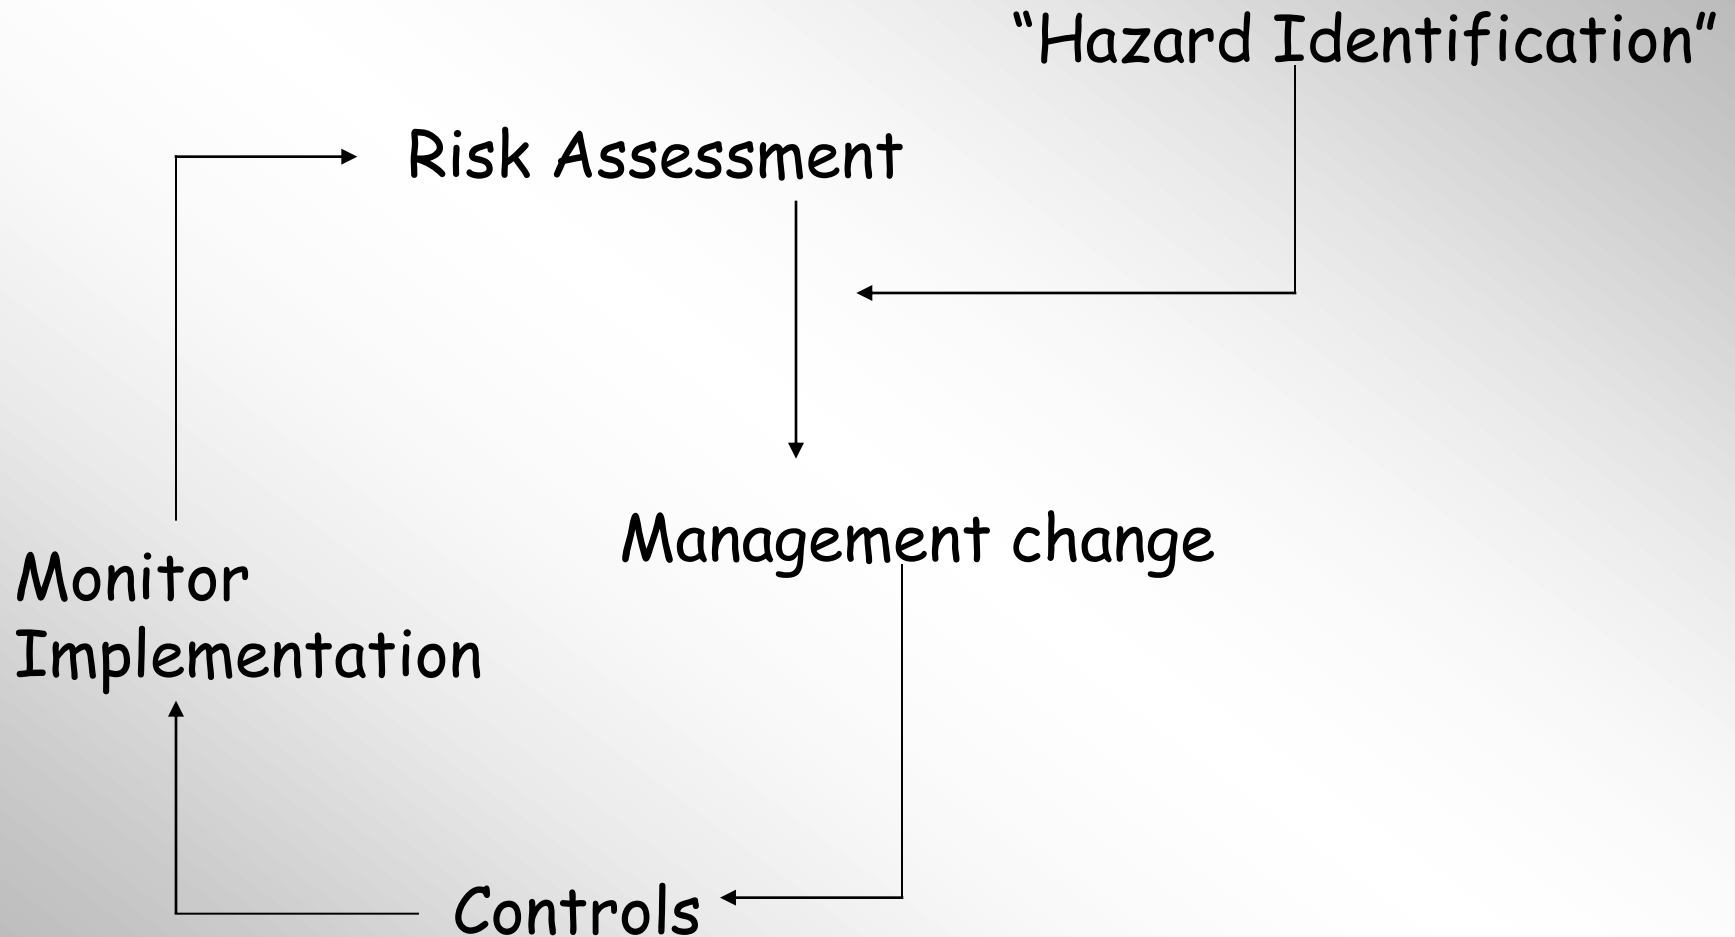 “Hazard Identification”
Risk Assessment
Management change
Monitor
Implementation
Controls